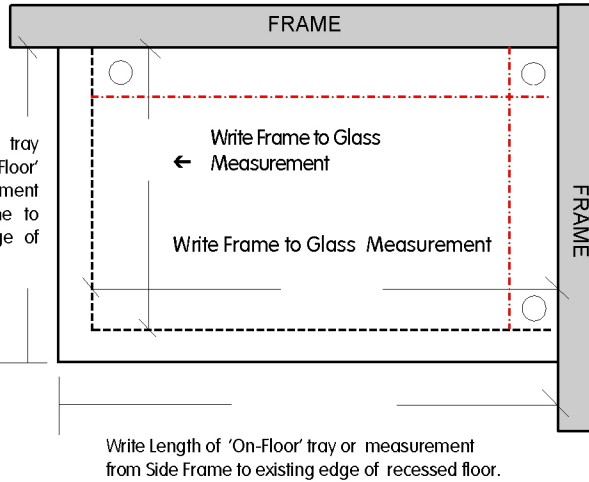 FRAME
tray
Floor'
ment
to
of
← Write Frame to Glass
Measurement
FRAME
Write Frame to Glass Measurement
Write Length of 'On-Floor' tray or measurement
from Side Frame to existing edge of recessed floor.